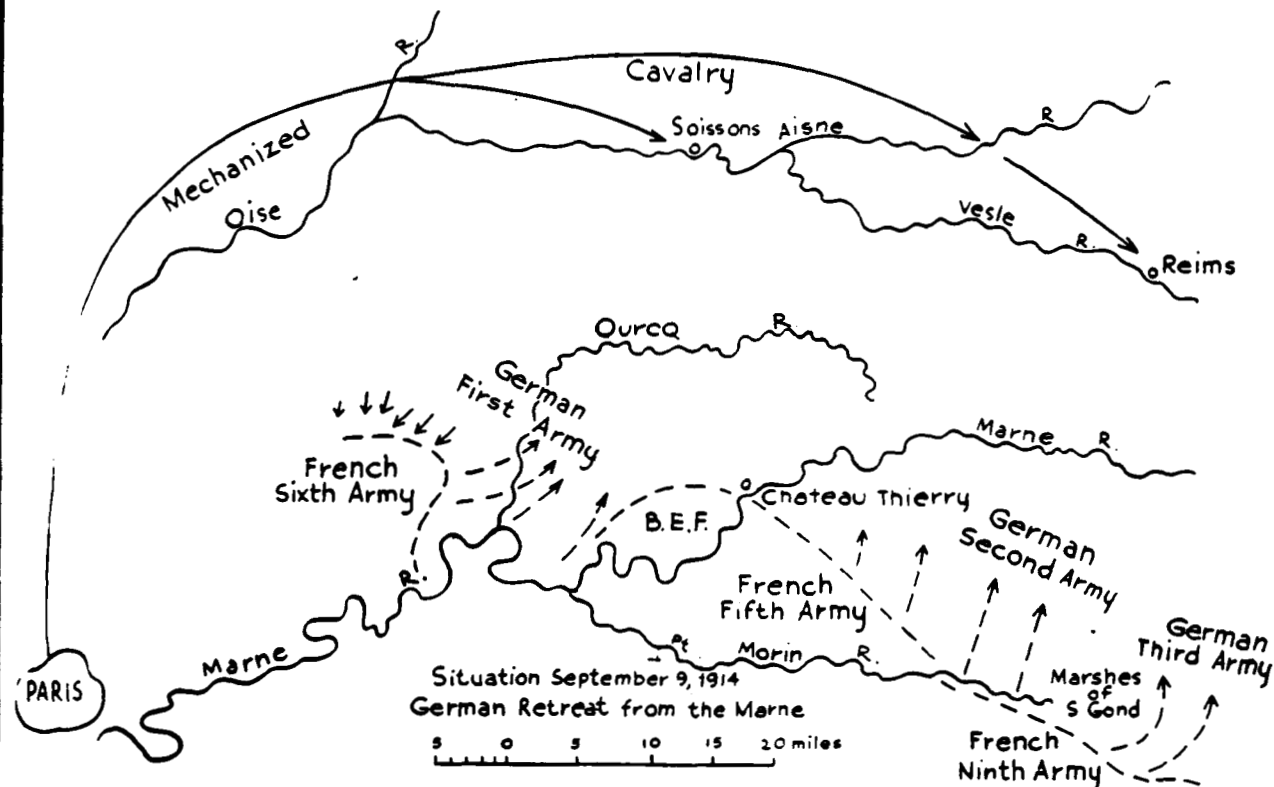 R.
Cavalry
Mechanized
Soissons Aisne R
Oise
Vesle R.
Reims
Ourcq R.
German
First Army
French
Sixth Army
Marne R.
Chateau Thierry
B.E.F.
German
Second Army
French
Fifth Army
R.
German
Third Army
Marne
Pt Morin R.
PARIS
Marshes
of
S Gond
Situation September 9, 1914
German Retreat from the Marne
5 0 5 10 15 20 miles
French
Ninth Army